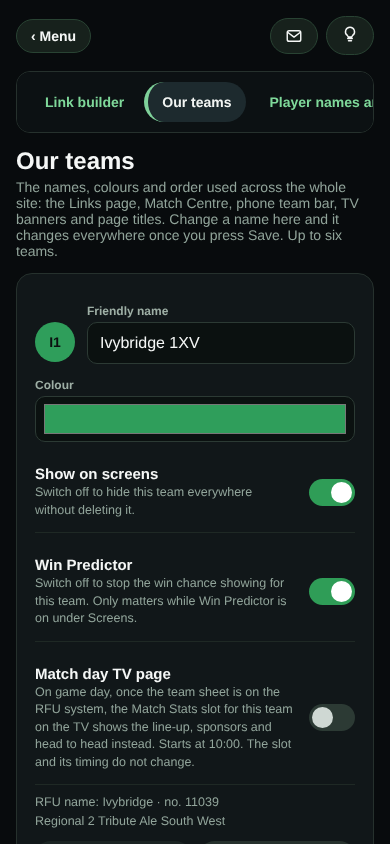 ‹ Menu
Link builder
Our teams
Player names a
Our teams
The names, colours and order used across the whole
site: the Links page, Match Centre, phone team bar, TV
banners and page titles. Change a name here and it
changes everywhere once you press Save. Up to six
teams.
Friendly name
I1
Ivybridge 1XV
Colour
Show on screens
Switch off to hide this team everywhere
without deleting it.
Win Predictor
Switch off to stop the win chance showing for
this team. Only matters while Win Predictor is
on under Screens.
Match day TV page
On game day, once the team sheet is on the
RFU system, the Match Stats slot for this team
on the TV shows the line-up, sponsors and
head to head instead. Starts at 10:00. The slot
and its timing do not change.
RFU name: Ivybridge · no. 11039
Regional 2 Tribute Ale South West